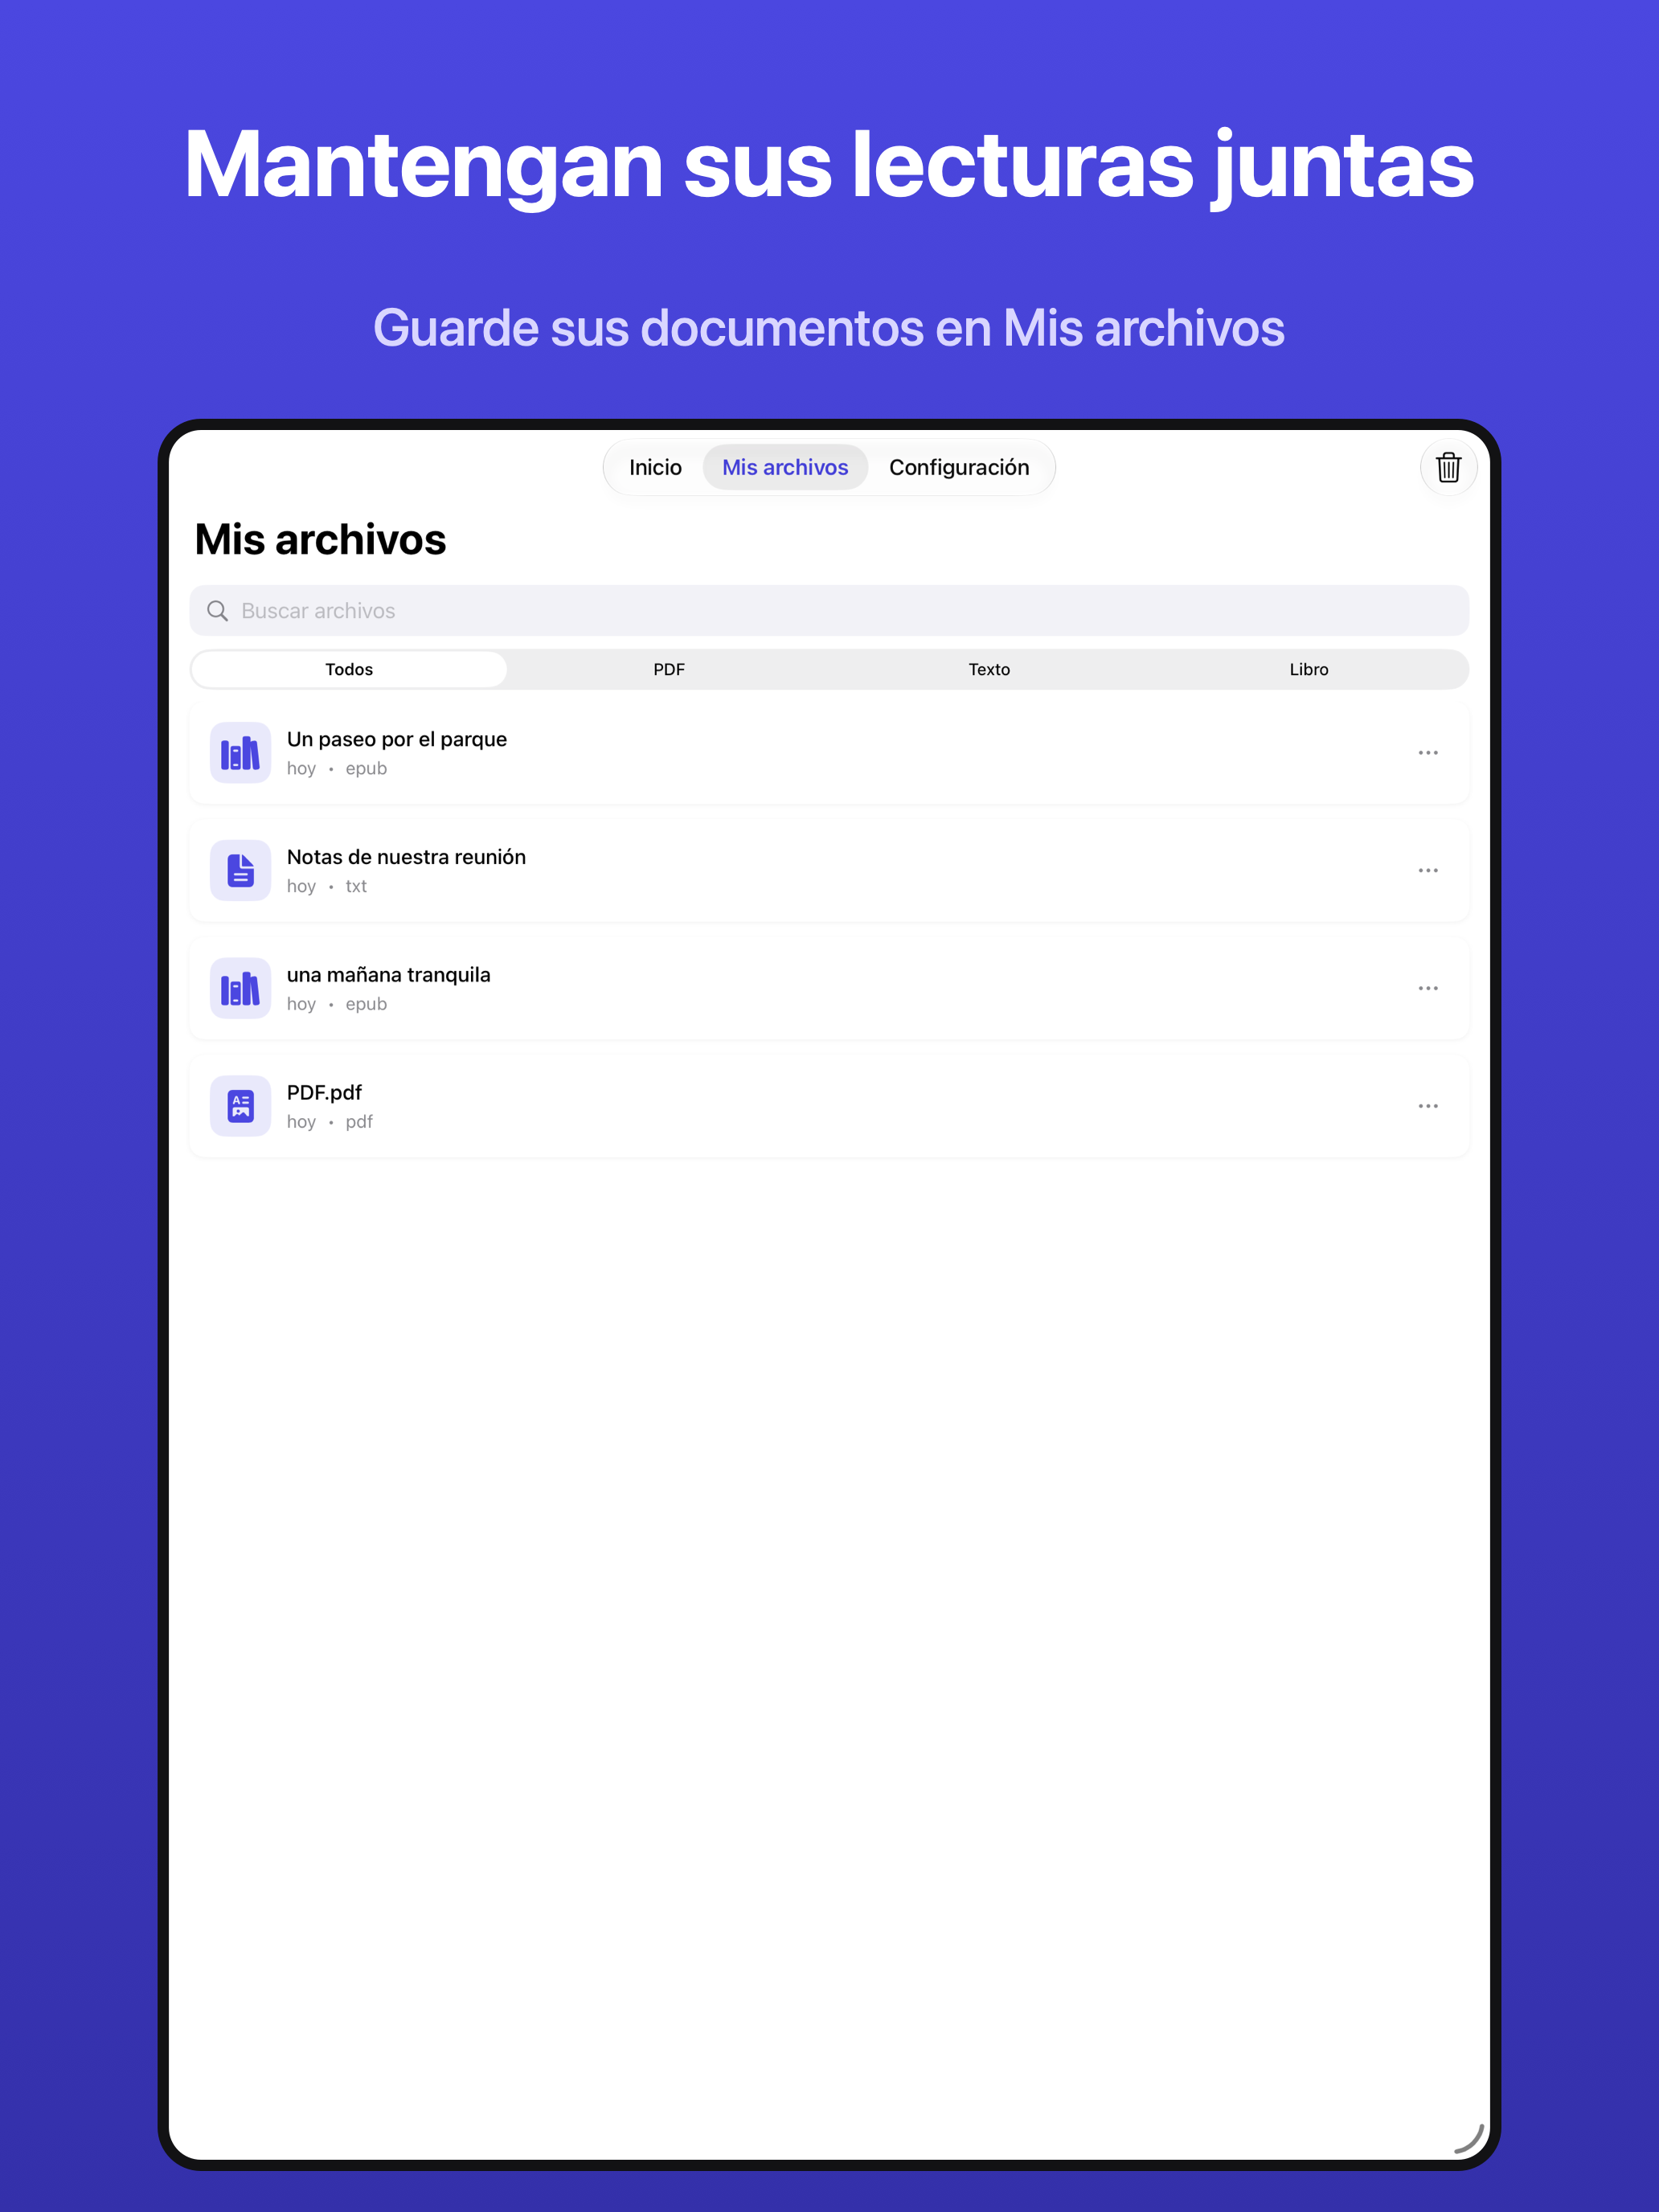 Mantengan sus lecturas juntas
Guarde sus documentos en Mis archivos
Inicio Mis archivos Configuración
Mis archivos
Buscar archivos
Todos PDF Texto Libro
Un paseo por el parque
hoy • epub
Notas de nuestra reunión
hoy • txt
una mañana tranquila
hoy • epub
PDF.pdf
hoy • pdf